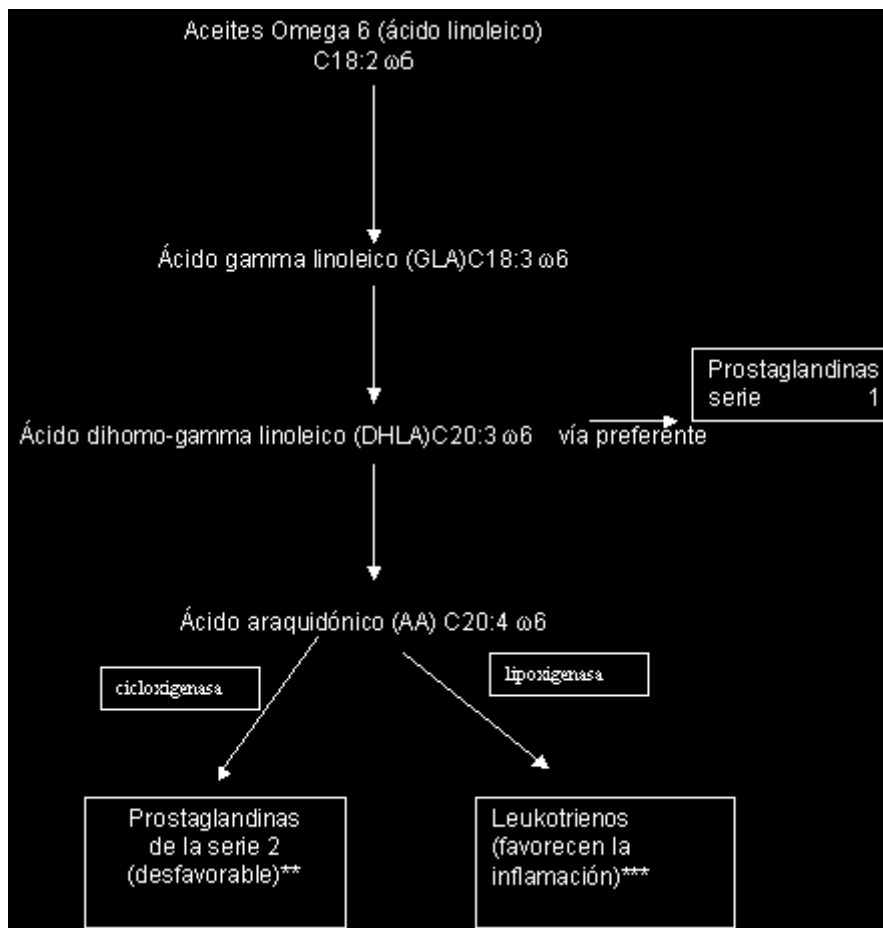 Aceites Omega 6 (ácido linoleico)
C18:2 ω6
Ácido gamma linoleico (GLA)C18:3 ω6
Prostaglandinas
serie 1
Ácido dihomo-gamma linoleico (DHLA)C20:3 ω6 vía preferente
Ácido araquidónico (AA) C20:4 ω6
cicloxigenasa
lipoxigenasa
Prostaglandinas
de la serie 2
(desfavorable)**
Leukotrienos
(favorecen la
inflamación)***